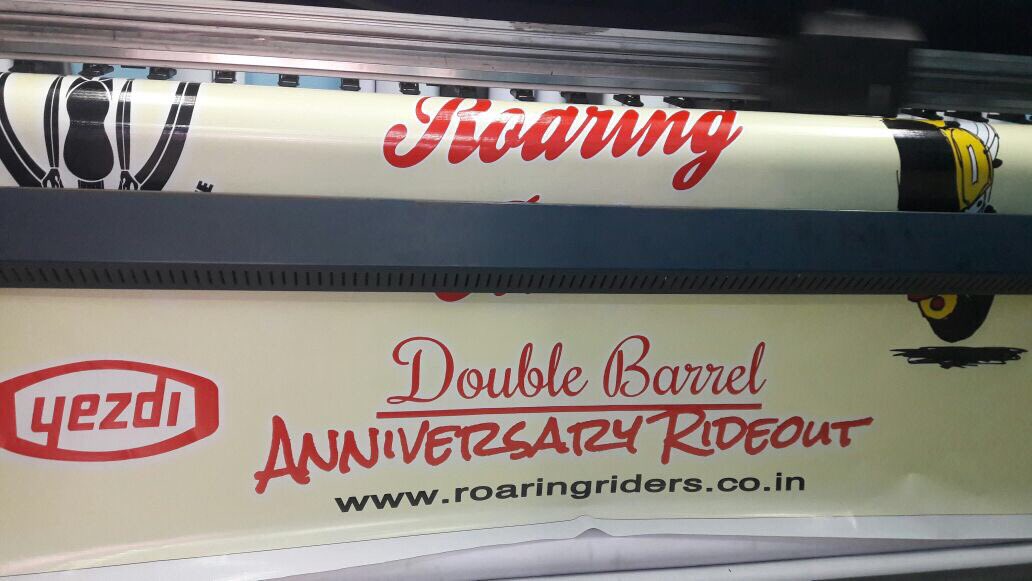 Roaring
E
D
yezdi
Double Barrel
ANNIVERSARY RIDEOUT
www.roaringriders.co.in